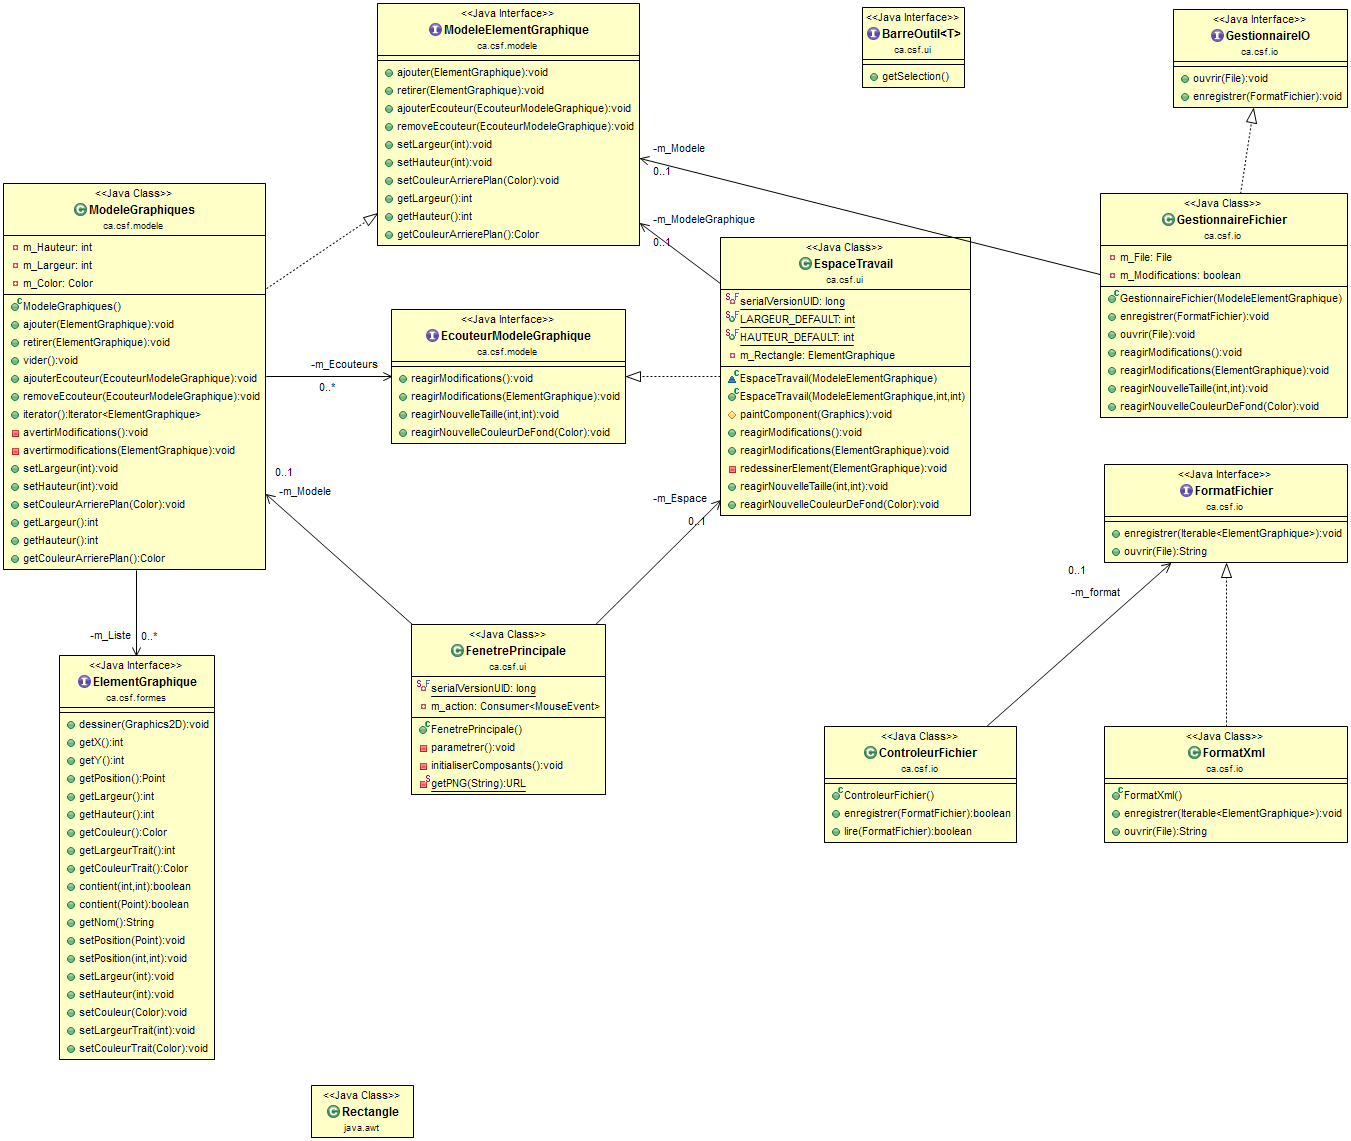 <<Java Interface>>
ModeleElementGraphique
ca.csf.modele
ajouter(ElementGraphique):void
retirer(ElementGraphique):void
ajouterEcouteur(EcouteurModeleGraphique):void
removeEcouteur(EcouteurModeleGraphique):void
setLargeur(int):void
setHauteur(int):void
setCouleurArrierePlan(Color):void
getLargeur():int
getHauteur():int
getCouleurArrierePlan():Color
<<Java Interface>>
BarreOutil<T>
ca.csf.ui
getSelection()
<<Java Interface>>
GestionnaireIO
ca.csf.io
ouvrir(File):void
enregistrer(FormatFichier):void
-m_Modele
0..1
-m_ModeleGraphique
0..1
<<Java Class>>
ModeleGraphiques
ca.csf.modele
m_Hauteur: int
m_Largeur: int
m_Color: Color
ModeleGraphiques()
ajouter(ElementGraphique):void
retirer(ElementGraphique):void
vider():void
ajouterEcouteur(EcouteurModeleGraphique):void
removeEcouteur(EcouteurModeleGraphique):void
iterator():Iterator<ElementGraphique>
avertirModifications():void
avertirmodifications(ElementGraphique):void
setLargeur(int):void
setHauteur(int):void
setCouleurArrierePlan(Color):void
getLargeur():int
getHauteur():int
getCouleurArrierePlan():Color
<<Java Class>>
GestionnaireFichier
ca.csf.io
m_File: File
m_Modifications: boolean
GestionnaireFichier(ModeleElementGraphique)
enregistrer(FormatFichier):void
ouvrir(File):void
reagirModifications():void
reagirModifications(ElementGraphique):void
reagirNouvelleTaille(int,int):void
reagirNouvelleCouleurDeFond(Color):void
<<Java Class>>
EspaceTravail
ca.csf.ui
serialVersionUID: long
LARGEUR_DEFAULT: int
HAUTEUR_DEFAULT: int
m_Rectangle: ElementGraphique
EspaceTravail(ModeleElementGraphique)
EspaceTravail(ModeleElementGraphique,int,int)
paintComponent(Graphics):void
reagirModifications():void
reagirModifications(ElementGraphique):void
redessinerElement(ElementGraphique):void
reagirNouvelleTaille(int,int):void
reagirNouvelleCouleurDeFond(Color):void
<<Java Interface>>
EcouteurModeleGraphique
ca.csf.modele
reagirModifications():void
reagirModifications(ElementGraphique):void
reagirNouvelleTaille(int,int):void
reagirNouvelleCouleurDeFond(Color):void
-m_Ecouteurs
0..*
0..1
-m_Modele
-m_Espace
0..1
<<Java Interface>>
FormatFichier
ca.csf.io
enregistrer(Iterable<ElementGraphique>):void
ouvrir(File):String
0..1
-m_format
-m_Liste
0..*
<<Java Class>>
FenetrePrincipale
ca.csf.ui
serialVersionUID: long
m_action: Consumer<MouseEvent>
FenetrePrincipale()
parametrer():void
initialiserComposants():void
getPNG(String):URL
<<Java Interface>>
ElementGraphique
ca.csf.formes
dessiner(Graphics2D):void
getX():int
getY():int
getPosition():Point
getLargeur():int
getHauteur():int
getCouleur():Color
getLargeurTrait():int
getCouleurTrait():Color
contient(int,int):boolean
contient(Point):boolean
getNom():String
setPosition(Point):void
setPosition(int,int):void
setLargeur(int):void
setHauteur(int):void
setCouleur(Color):void
setLargeurTrait(int):void
setCouleurTrait(Color):void
<<Java Class>>
ControleurFichier
ca.csf.io
ControleurFichier()
enregistrer(FormatFichier):boolean
lire(FormatFichier):boolean
<<Java Class>>
FormatXml
ca.csf.io
FormatXml()
enregistrer(Iterable<ElementGraphique>):void
ouvrir(File):String
<<Java Class>>
Rectangle
java.awt